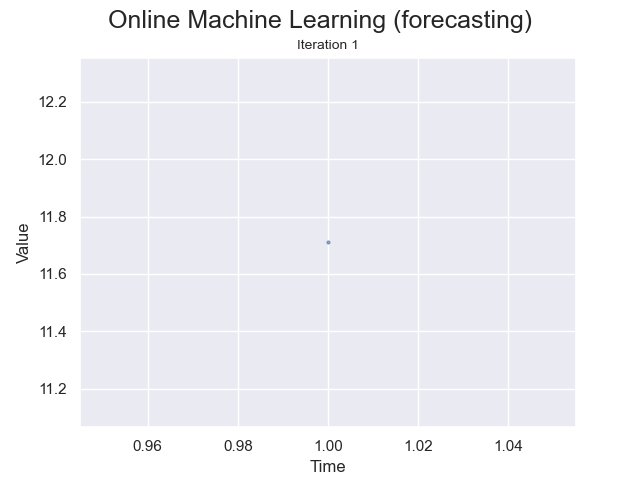 Online Machine Learning (forecasting)
Iteration 1
12.2
12.0
11.8
11.6
11.4
11.2
Value
0.96 0.98 1.00 1.02 1.04
Time